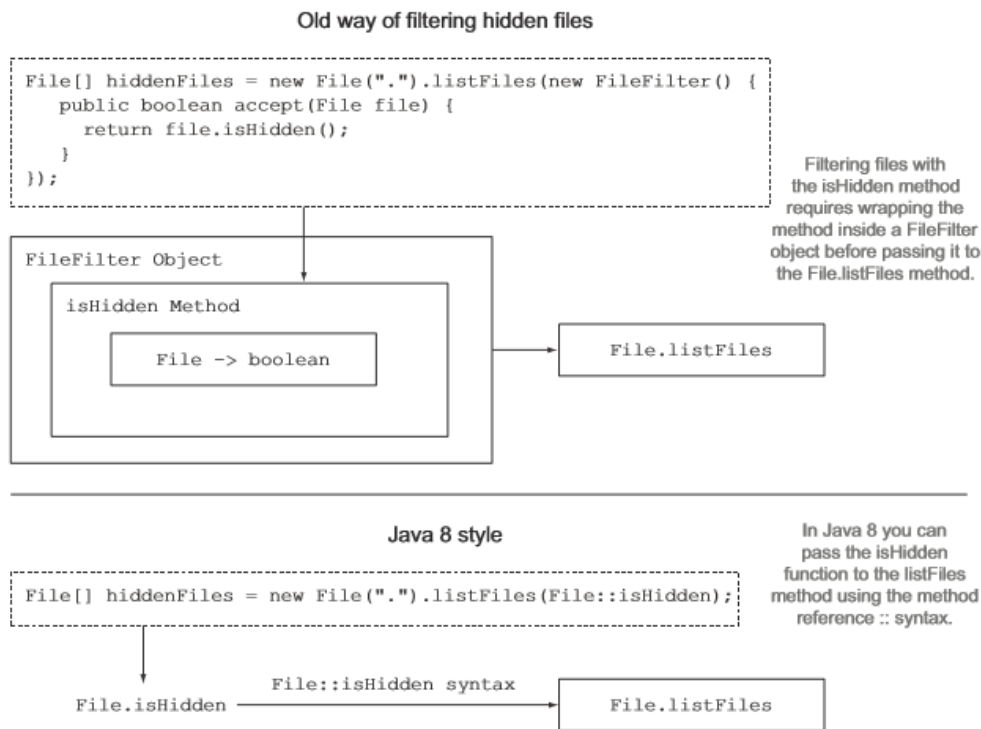 Old way of filtering hidden files
File[] hiddenFiles = new File(".").listFiles(new FileFilter() {
public boolean accept(File file) {
return file.isHidden();
}
});
Filtering files with
the isHidden method
requires wrapping the
method inside a FileFilter
object before passing it to
the File.listFiles method.
FileFilter Object
isHidden Method
File -> boolean
File.listFiles
Java 8 style
In Java 8 you can
pass the isHidden
function to the listFiles
method using the method
reference :: syntax.
File[] hiddenFiles = new File(".").listFiles(File::isHidden);
File::isHidden syntax
File.isHidden
File.listFiles